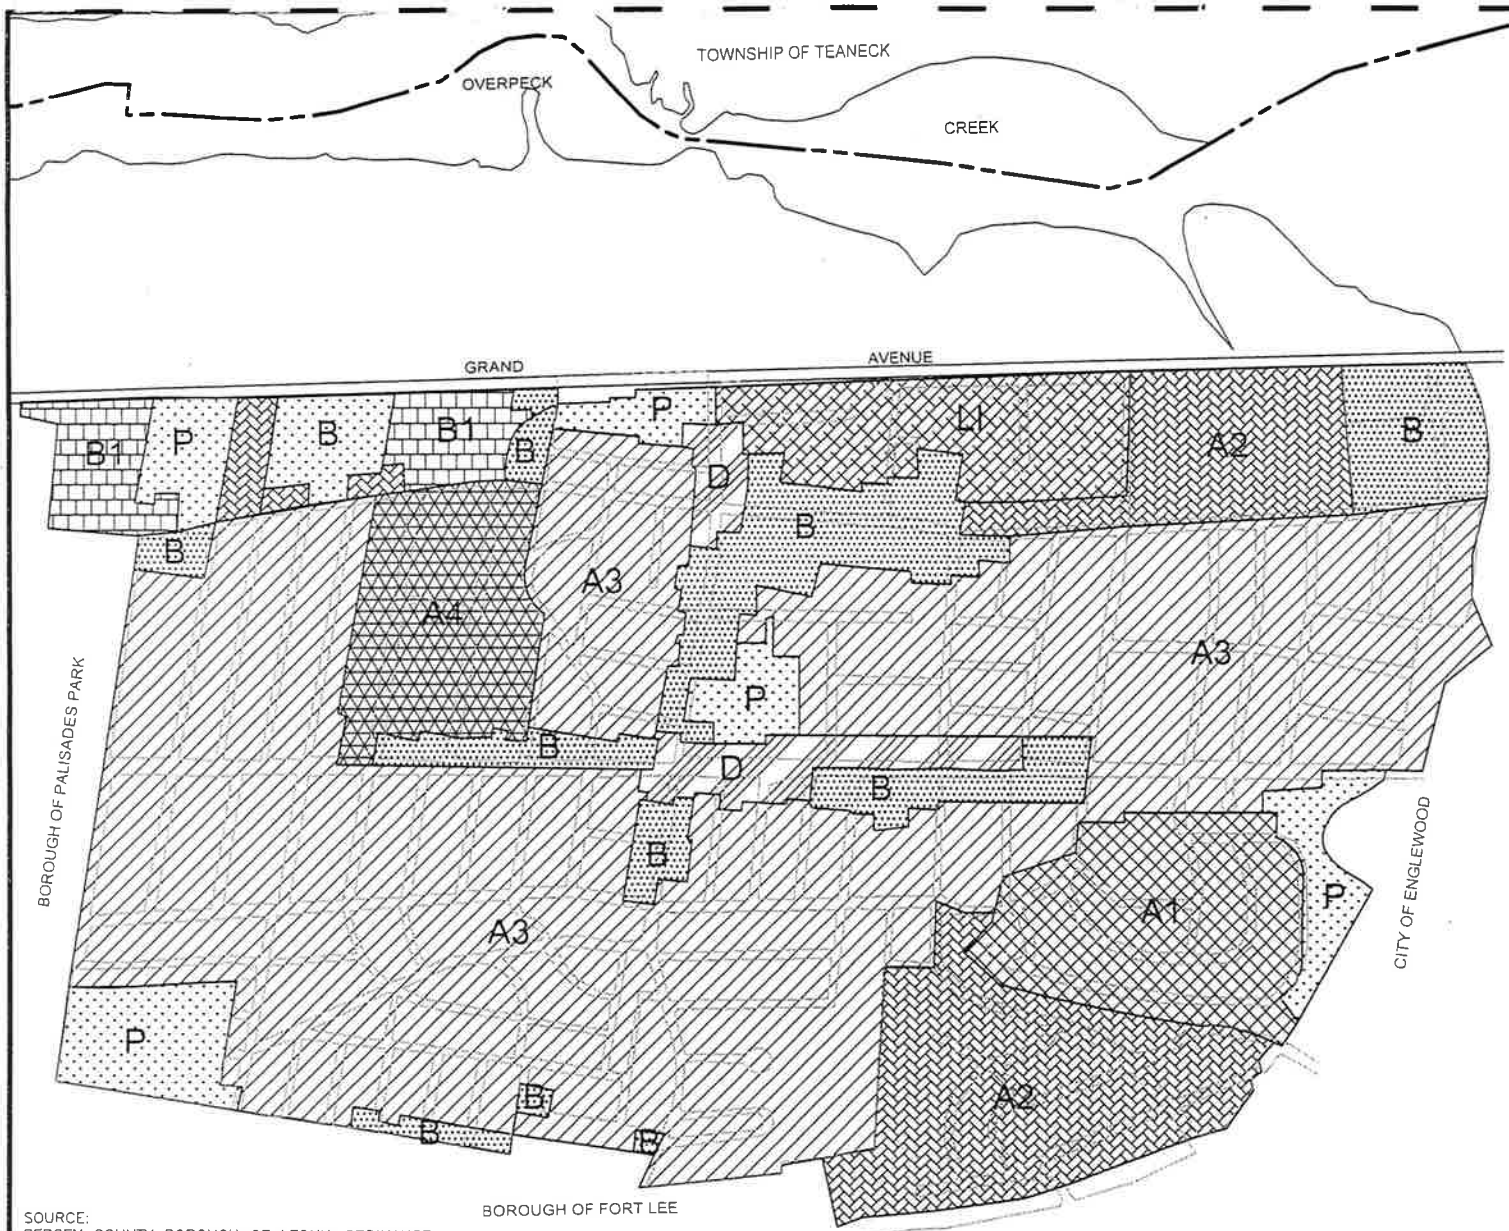 TOWNSHIP OF TEANECK
OVERPECK
CREEK
GRAND
AVENUE
B1
P
B
B1
B
P
D
LI
A2
B
B
B
A4
A3
A3
P
B
D
B
B
A3
A1
P
P
A2
B
B
B
BOROUGH OF PALISADES PARK
CITY OF ENGLEWOOD
BOROUGH OF FORT LEE
SOURCE: